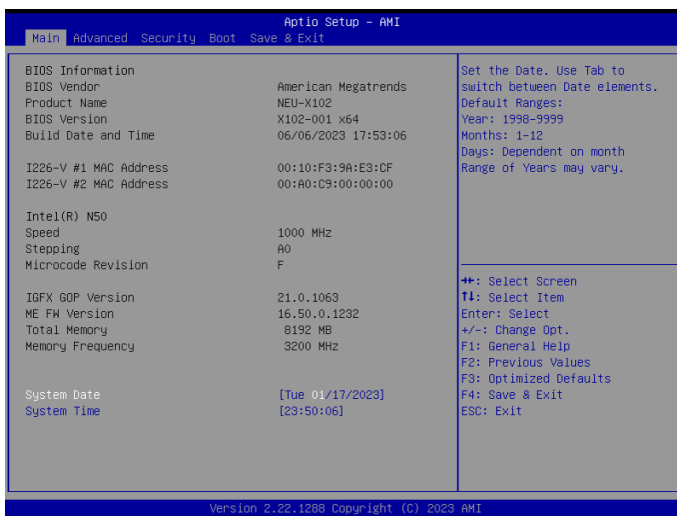 Aptio Setup - AMI
Main Advanced Security Boot Save & Exit
BIOS Information
BIOS Vendor American Megatrends
Product Name NEU-X102
BIOS Version X102-001 x64
Build Date and Time 06/06/2023 17:53:06
I226-V #1 MAC Address 00:10:F3:9A:E3:CF
I226-V #2 MAC Address 00:A0:C9:00:00:00
Intel(R) N50
Speed 1000 MHz
Stepping A0
Microcode Revision F
IGFX GOP Version 21.0.1063
ME FW Version 16.50.0.1232
Total Memory 8192 MB
Memory Frequency 3200 MHz
System Date [Tue 01/17/2023]
System Time [23:50:06]
Set the Date. Use Tab to
switch between Date elements.
Default Ranges:
Year: 1998-9999
Months: 1-12
Days: Dependent on month
Range of Years may vary.
→←: Select Screen
↑↓: Select Item
Enter: Select
+/-: Change Opt.
F1: General Help
F2: Previous Values
F3: Optimized Defaults
F4: Save & Exit
ESC: Exit
Version 2.22.1288 Copyright (C) 2023 AMI